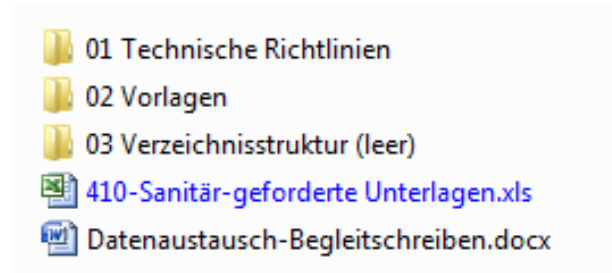 01 Technische Richtlinien
02 Vorlagen
03 Verzeichnisstruktur (leer)
410-Sanitär-geforderte Unterlagen.xls
Datenaustausch-Begleitschreiben.docx